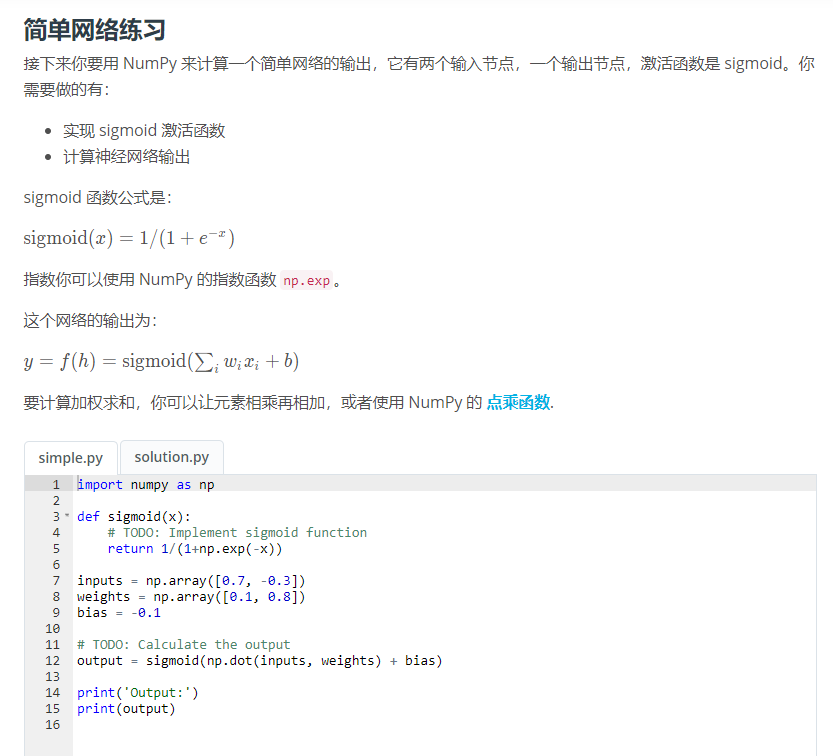 简单网络练习
接下来你要用 NumPy 来计算一个简单网络的输出，它有两个输入节点，一个输出节点，激活函数是 sigmoid。你
需要做的有：
• 实现 sigmoid 激活函数
• 计算神经网络输出
sigmoid 函数公式是：
sigmoid(x) = 1/(1 + e⁻ˣ)
指数你可以使用 NumPy 的指数函数 np.exp 。
这个网络的输出为：
y = f(h) = sigmoid(∑ᵢ wᵢxᵢ + b)
要计算加权求和，你可以让元素相乘再相加，或者使用 NumPy 的 点乘函数.
simple.py solution.py
1 import numpy as np
2
3 def sigmoid(x):
4     # TODO: Implement sigmoid function
5     return 1/(1+np.exp(-x))
6
7 inputs = np.array([0.7, -0.3])
8 weights = np.array([0.1, 0.8])
9 bias = -0.1
10
11 # TODO: Calculate the output
12 output = sigmoid(np.dot(inputs, weights) + bias)
13
14 print('Output:')
15 print(output)
16